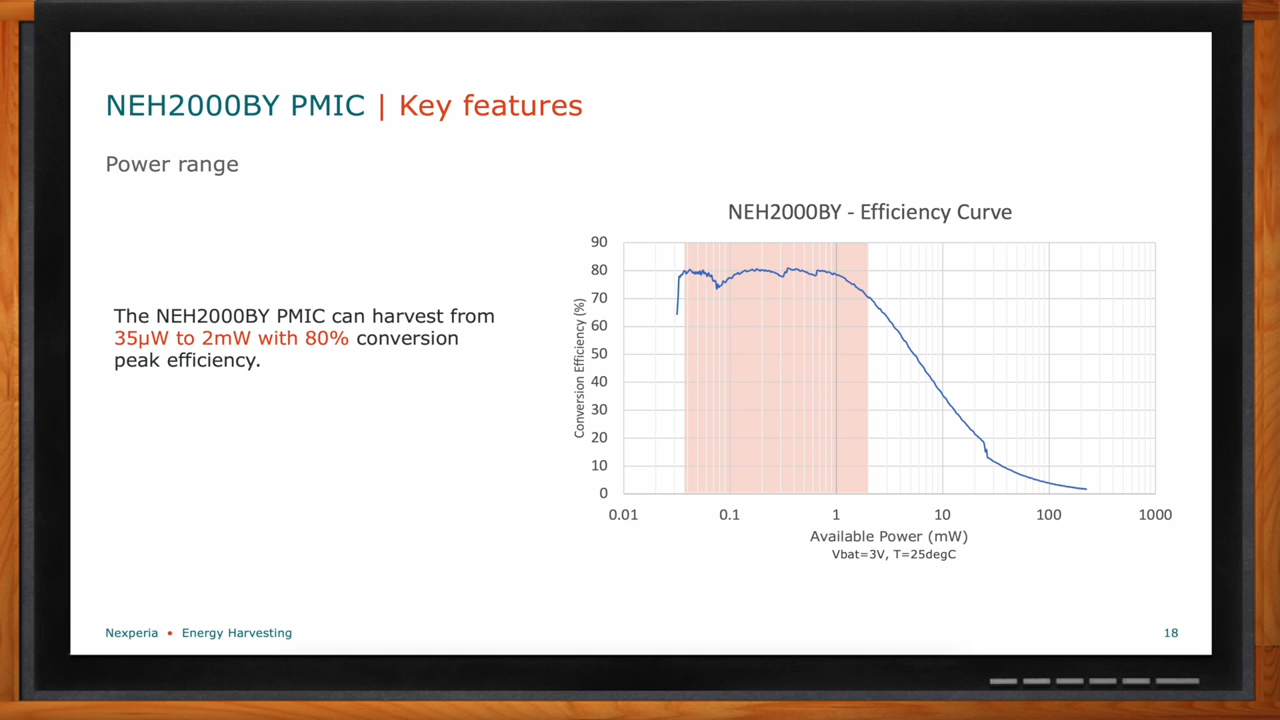 NEH2000BY PMIC | Key features
Power range
The NEH2000BY PMIC can harvest from
35µW to 2mW with 80% conversion
peak efficiency.
NEH2000BY - Efficiency Curve
Conversion Efficiency (%)
90
80
70
60
50
40
30
20
10
0
0.01 0.1 1 10 100 1000
Available Power (mW)
Vbat=3V, T=25degC
Nexperia • Energy Harvesting
18